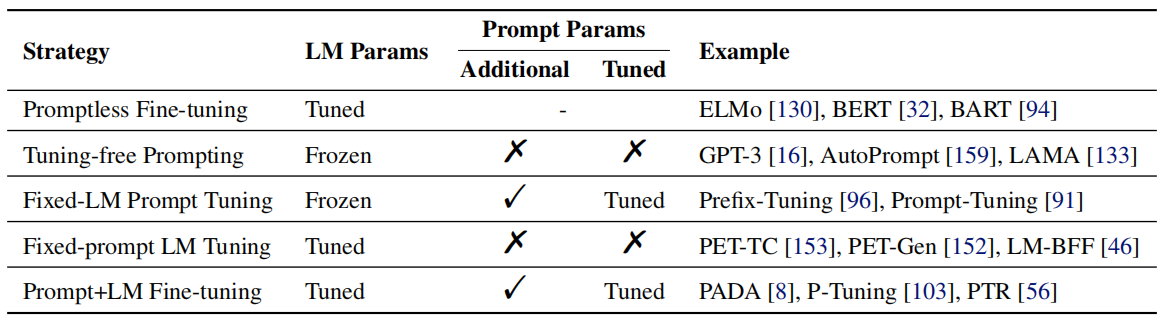 Strategy LM Params Prompt Params Example
Additional Tuned
Promptless Fine-tuning Tuned - ELMo [130], BERT [32], BART [94]
Tuning-free Prompting Frozen ✗ ✗ GPT-3 [16], AutoPrompt [159], LAMA [133]
Fixed-LM Prompt Tuning Frozen ✓ Tuned Prefix-Tuning [96], Prompt-Tuning [91]
Fixed-prompt LM Tuning Tuned ✗ ✗ PET-TC [153], PET-Gen [152], LM-BFF [46]
Prompt+LM Fine-tuning Tuned ✓ Tuned PADA [8], P-Tuning [103], PTR [56]